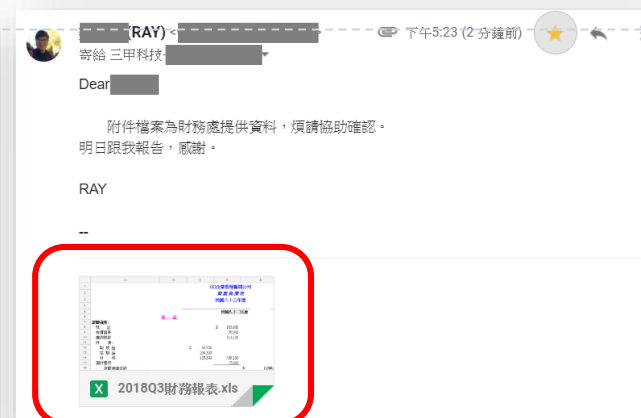 (RAY) <
下午5:23 (2 分鐘前)
寄給 三甲科技-
Dear
附件檔案為財務處提供資料，煩請協助確認。
明日跟我報告，感謝。
RAY
--
X 2018Q3財務報表.xls